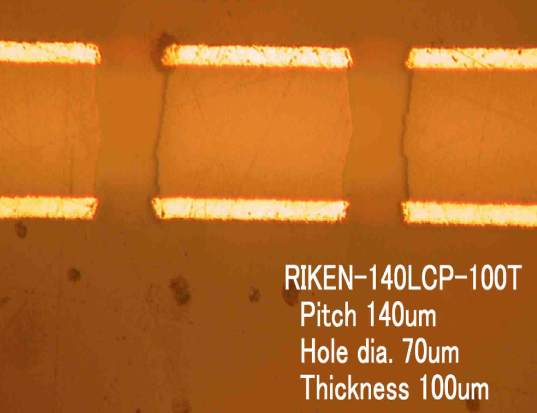 RIKEN-140LCP-100T
Pitch 140um
Hole dia. 70um
Thickness 100um